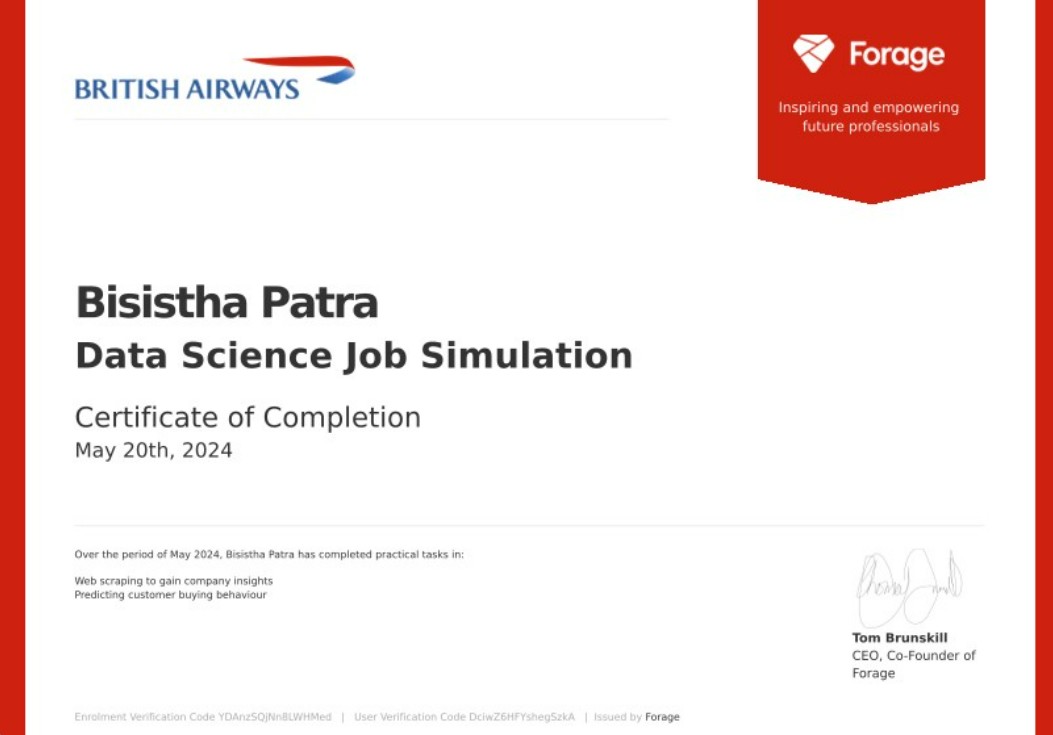 BRITISH AIRWAYS
Forage
Inspiring and empowering
future professionals
Bisistha Patra
Data Science Job Simulation
Certificate of Completion
May 20th, 2024
Over the period of May 2024, Bisistha Patra has completed practical tasks in:
Web scraping to gain company insights
Predicting customer buying behaviour
Tom Brunskill
CEO, Co-Founder of
Forage
Enrolment Verification Code YDAnzSQjNn8LWHMed | User Verification Code DciwZ6HFYshegSzkA | Issued by Forage